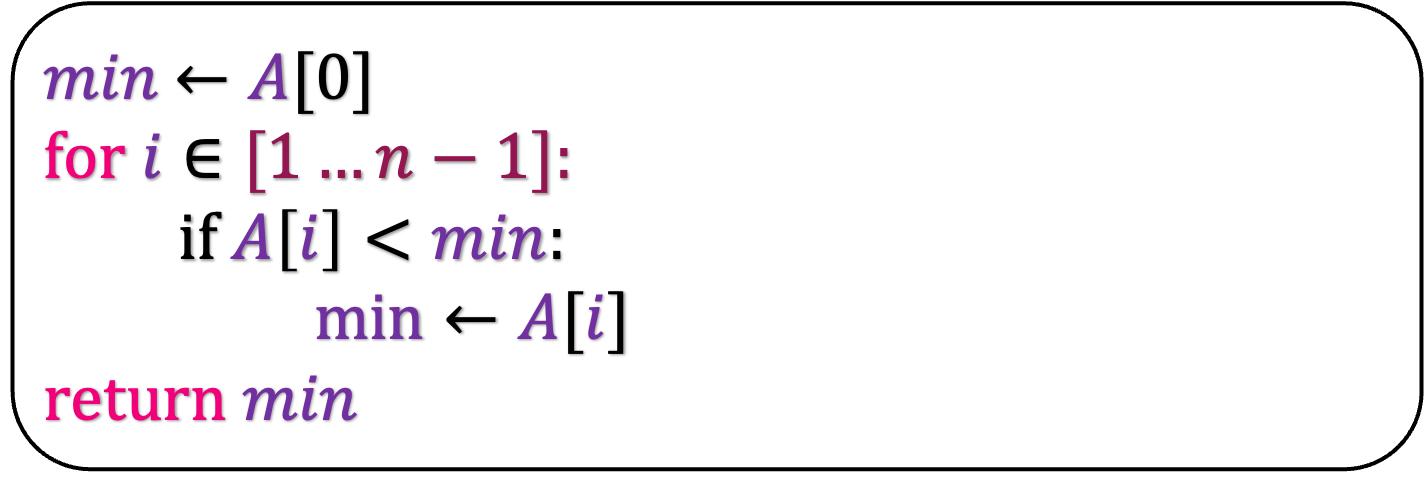 min ← A[0]
for i ∈ [1 … n − 1]:
if A[i] < min:
min ← A[i]
return min